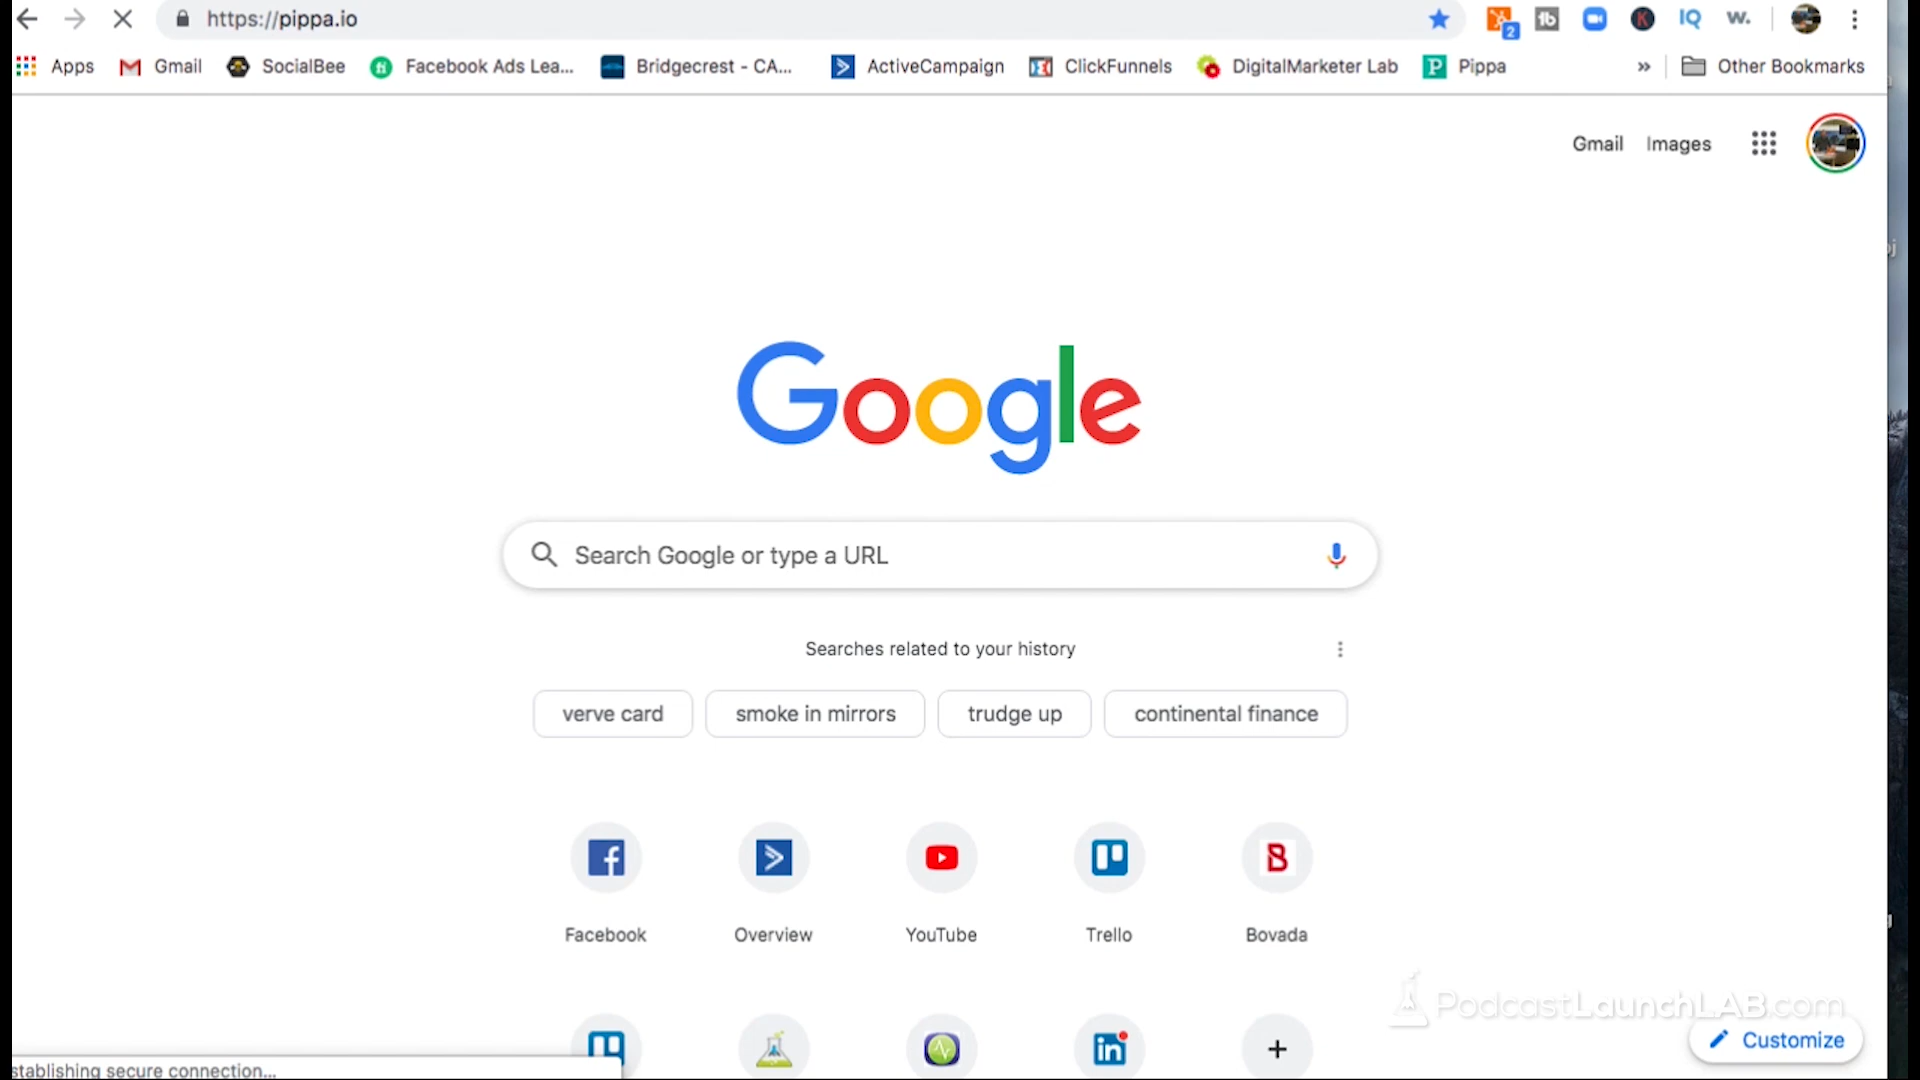 https://pippa.io
2
Apps
Gmail
SocialBee
Facebook Ads Lea...
Bridgecrest - CA...
ActiveCampaign
ClickFunnels
DigitalMarketer Lab
Pippa
»
Other Bookmarks
Gmail
Images
Google
Search Google or type a URL
Searches related to your history
verve card
smoke in mirrors
trudge up
continental finance
Facebook
Overview
YouTube
Trello
Bovada
PodcastLaunchLAB.com
Customize
stablishing secure connection...